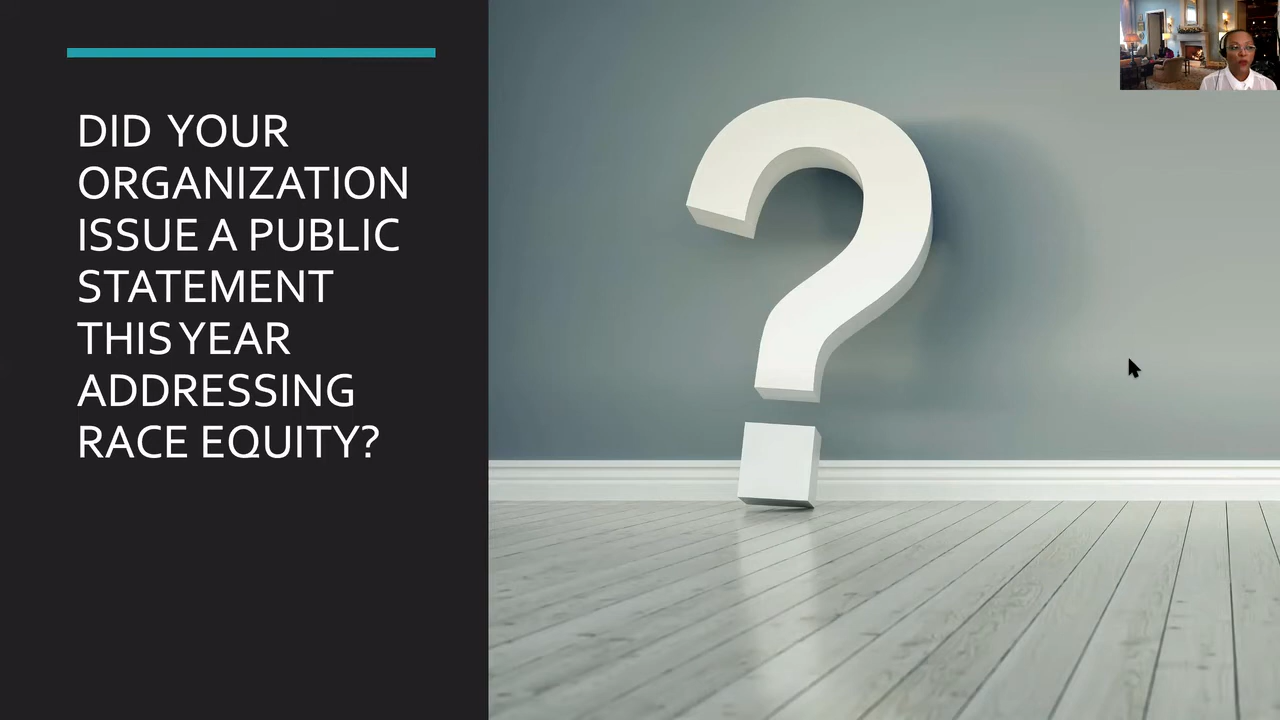 DID YOUR
ORGANIZATION
ISSUE A PUBLIC
STATEMENT
THIS YEAR
ADDRESSING
RACE EQUITY?